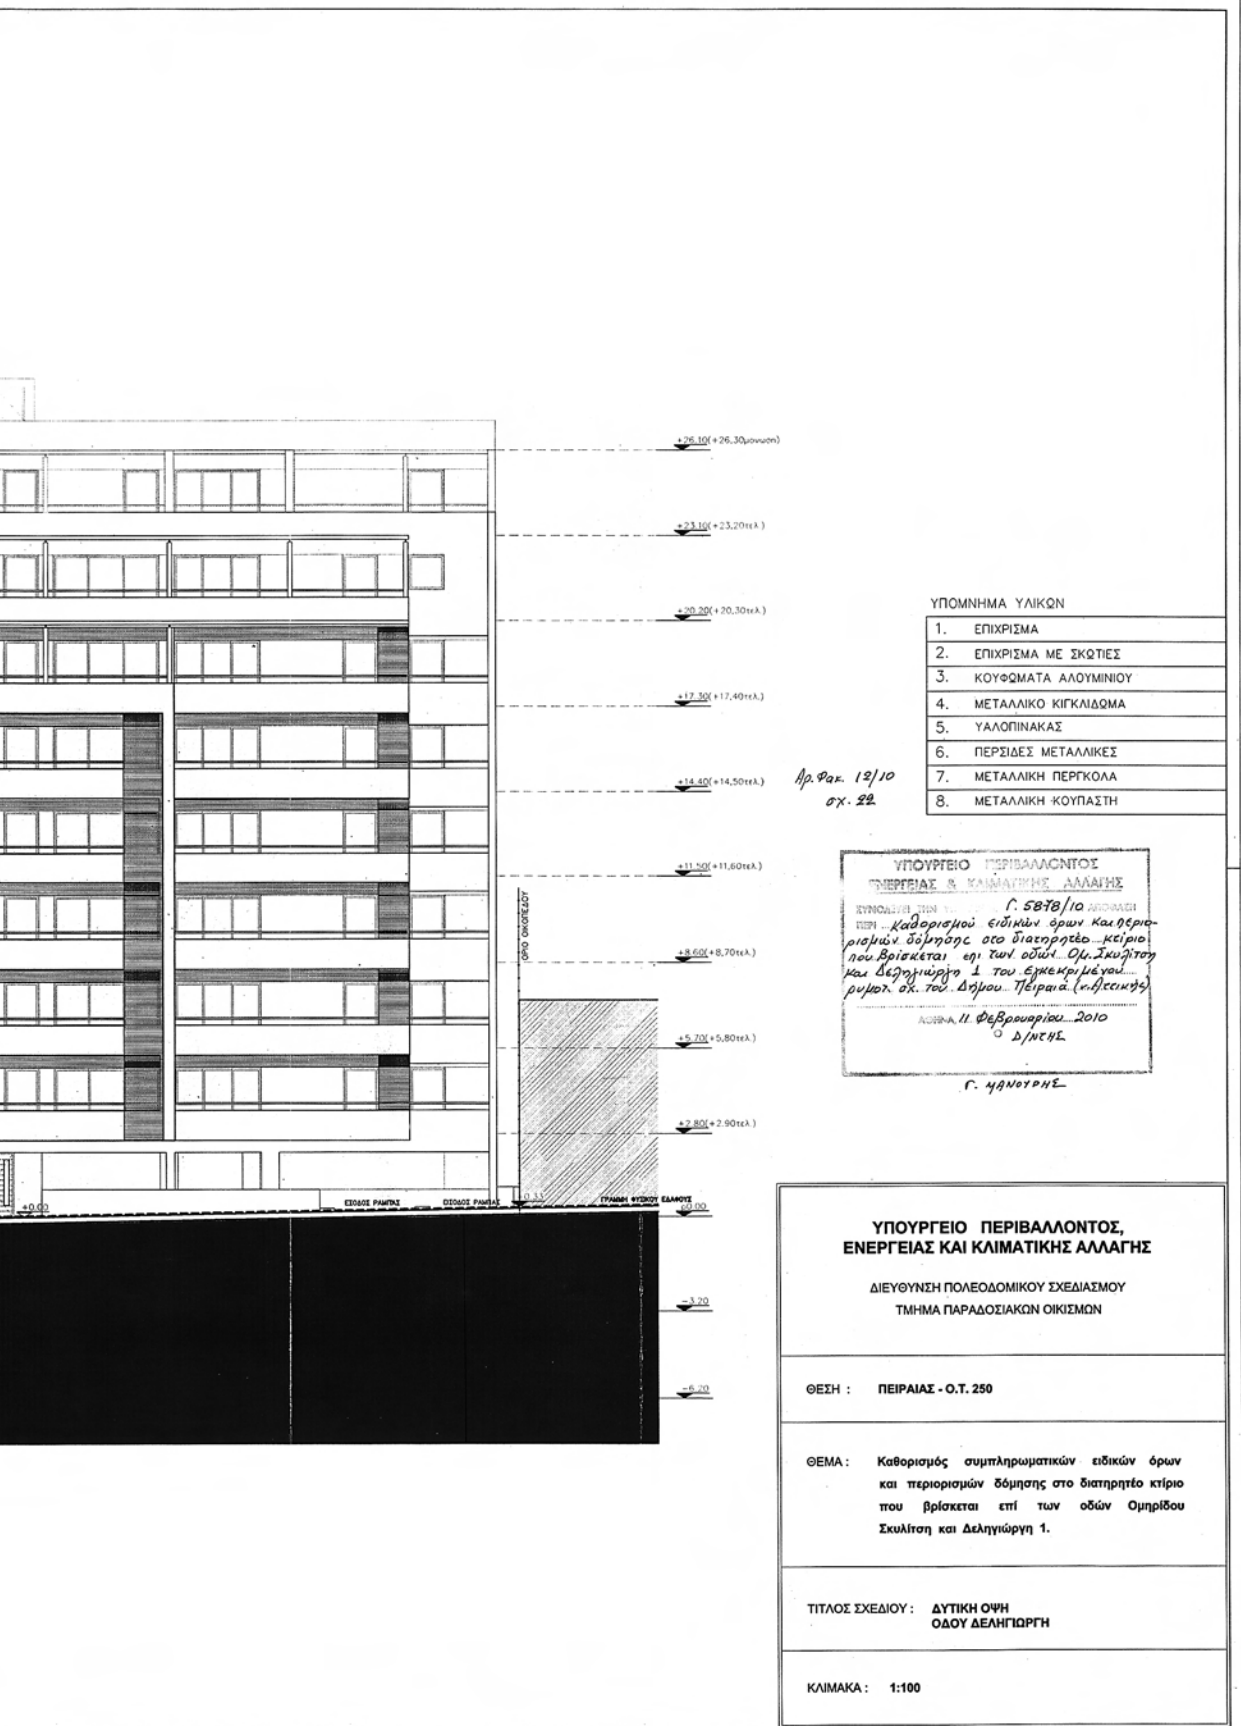 +26,10(+26,30μονωση)
+23,10(+23,20τελ.)
+20,20(+20,30τελ.)
+17,30(+17,40τελ.)
+14,40(+14,50τελ.)
+11,50(+11,60τελ.)
+8,60(+8,70τελ.)
+5,70(+5,80τελ.)
+2,80(+2,90τελ.)
ΟΡΙΟ ΟΙΚΟΠΕΔΟΥ
ΕΙΣΟΔΟΣ ΡΑΜΠΑΣ
ΓΡΑΜΜΗ ΦΥΣΙΚΟΥ ΕΔΑΦΟΥΣ
+0.00
-3.20
-6.20
ΥΠΟΜΝΗΜΑ ΥΛΙΚΩΝ
1. ΕΠΙΧΡΙΣΜΑ
2. ΕΠΙΧΡΙΣΜΑ ΜΕ ΣΚΩΤΙΕΣ
3. ΚΟΥΦΩΜΑΤΑ ΑΛΟΥΜΙΝΙΟΥ
4. ΜΕΤΑΛΛΙΚΟ ΚΙΓΚΛΙΔΩΜΑ
5. ΥΑΛΟΠΙΝΑΚΑΣ
6. ΠΕΡΣΙΔΕΣ ΜΕΤΑΛΛΙΚΕΣ
7. ΜΕΤΑΛΛΙΚΗ ΠΕΡΓΚΟΛΑ
8. ΜΕΤΑΛΛΙΚΗ ΚΟΥΠΑΣΤΗ
Αρ. Φακ. 12/10
σχ. 22
ΥΠΟΥΡΓΕΙΟ ΠΕΡΙΒΑΛΛΟΝΤΟΣ
ΕΝΕΡΓΕΙΑΣ & ΚΛΙΜΑΤΙΚΗΣ ΑΛΛΑΓΗΣ
ΣΥΝΟΔΕΥΕΙ ΤΗΝ Γ. 5878/10 ΑΠΟΦΑΣΗ
ΠΕΡΙ Καθορισμού ειδικών όρων και περιο-
ρισμών δόμησης στο διατηρητέο κτίριο
που βρίσκεται επί των οδών Ομ. Σκυλίτση
και Δεληγιώργη 1 του εγκεκριμένου
ρυμοτ. σχ. του Δήμου Πειραιά (ν. Αττικής)
ΑΘΗΝΑ, 11 Φεβρουαρίου 2010
Ο Δ/ΝΤΗΣ
Γ. ΜΑΝΟΥΡΗΣ
ΥΠΟΥΡΓΕΙΟ ΠΕΡΙΒΑΛΛΟΝΤΟΣ,
ΕΝΕΡΓΕΙΑΣ ΚΑΙ ΚΛΙΜΑΤΙΚΗΣ ΑΛΛΑΓΗΣ
ΔΙΕΥΘΥΝΣΗ ΠΟΛΕΟΔΟΜΙΚΟΥ ΣΧΕΔΙΑΣΜΟΥ
ΤΜΗΜΑ ΠΑΡΑΔΟΣΙΑΚΩΝ ΟΙΚΙΣΜΩΝ
ΘΕΣΗ : ΠΕΙΡΑΙΑΣ - Ο.Τ. 250
ΘΕΜΑ : Καθορισμός συμπληρωματικών ειδικών όρων
και περιορισμών δόμησης στο διατηρητέο κτίριο
που βρίσκεται επί των οδών Ομηρίδου
Σκυλίτση και Δεληγιώργη 1.
ΤΙΤΛΟΣ ΣΧΕΔΙΟΥ : ΔΥΤΙΚΗ ΟΨΗ
ΟΔΟΥ ΔΕΛΗΓΙΩΡΓΗ
ΚΛΙΜΑΚΑ : 1:100